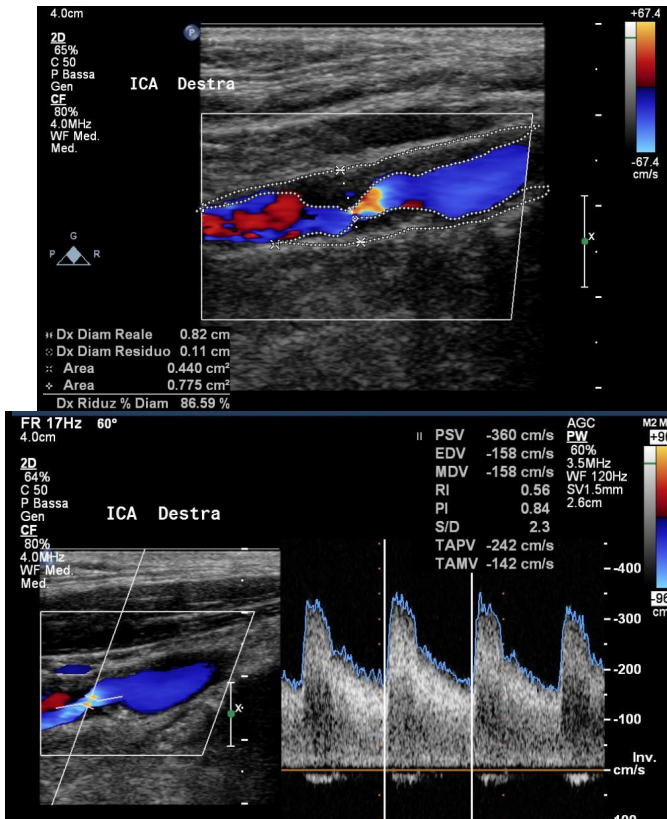 4.0cm
2D
65%
C 50
P Bassa
Gen
CF
80%
4.0MHz
WF Med.
Med.
P
ICA Destra
+67.4
-67.4
cm/s
x
G
P R
Dx Diam Reale 0.82 cm
Dx Diam Residuo 0.11 cm
Area 0.440 cm²
Area 0.775 cm²
Dx Riduz % Diam 86.59 %
FR 17Hz 60°
4.0cm
2D
64%
C 50
P Bassa
Gen
CF
80%
4.0MHz
WF Med.
Med.
ICA Destra
x
PSV -360 cm/s
EDV -158 cm/s
MDV -158 cm/s
RI 0.56
PI 0.84
S/D 2.3
TAPV -242 cm/s
TAMV -142 cm/s
AGC
PW
60%
3.5MHz
WF 120Hz
SV1.5mm
2.6cm
-400
-300
-200
-100
Inv.
cm/s